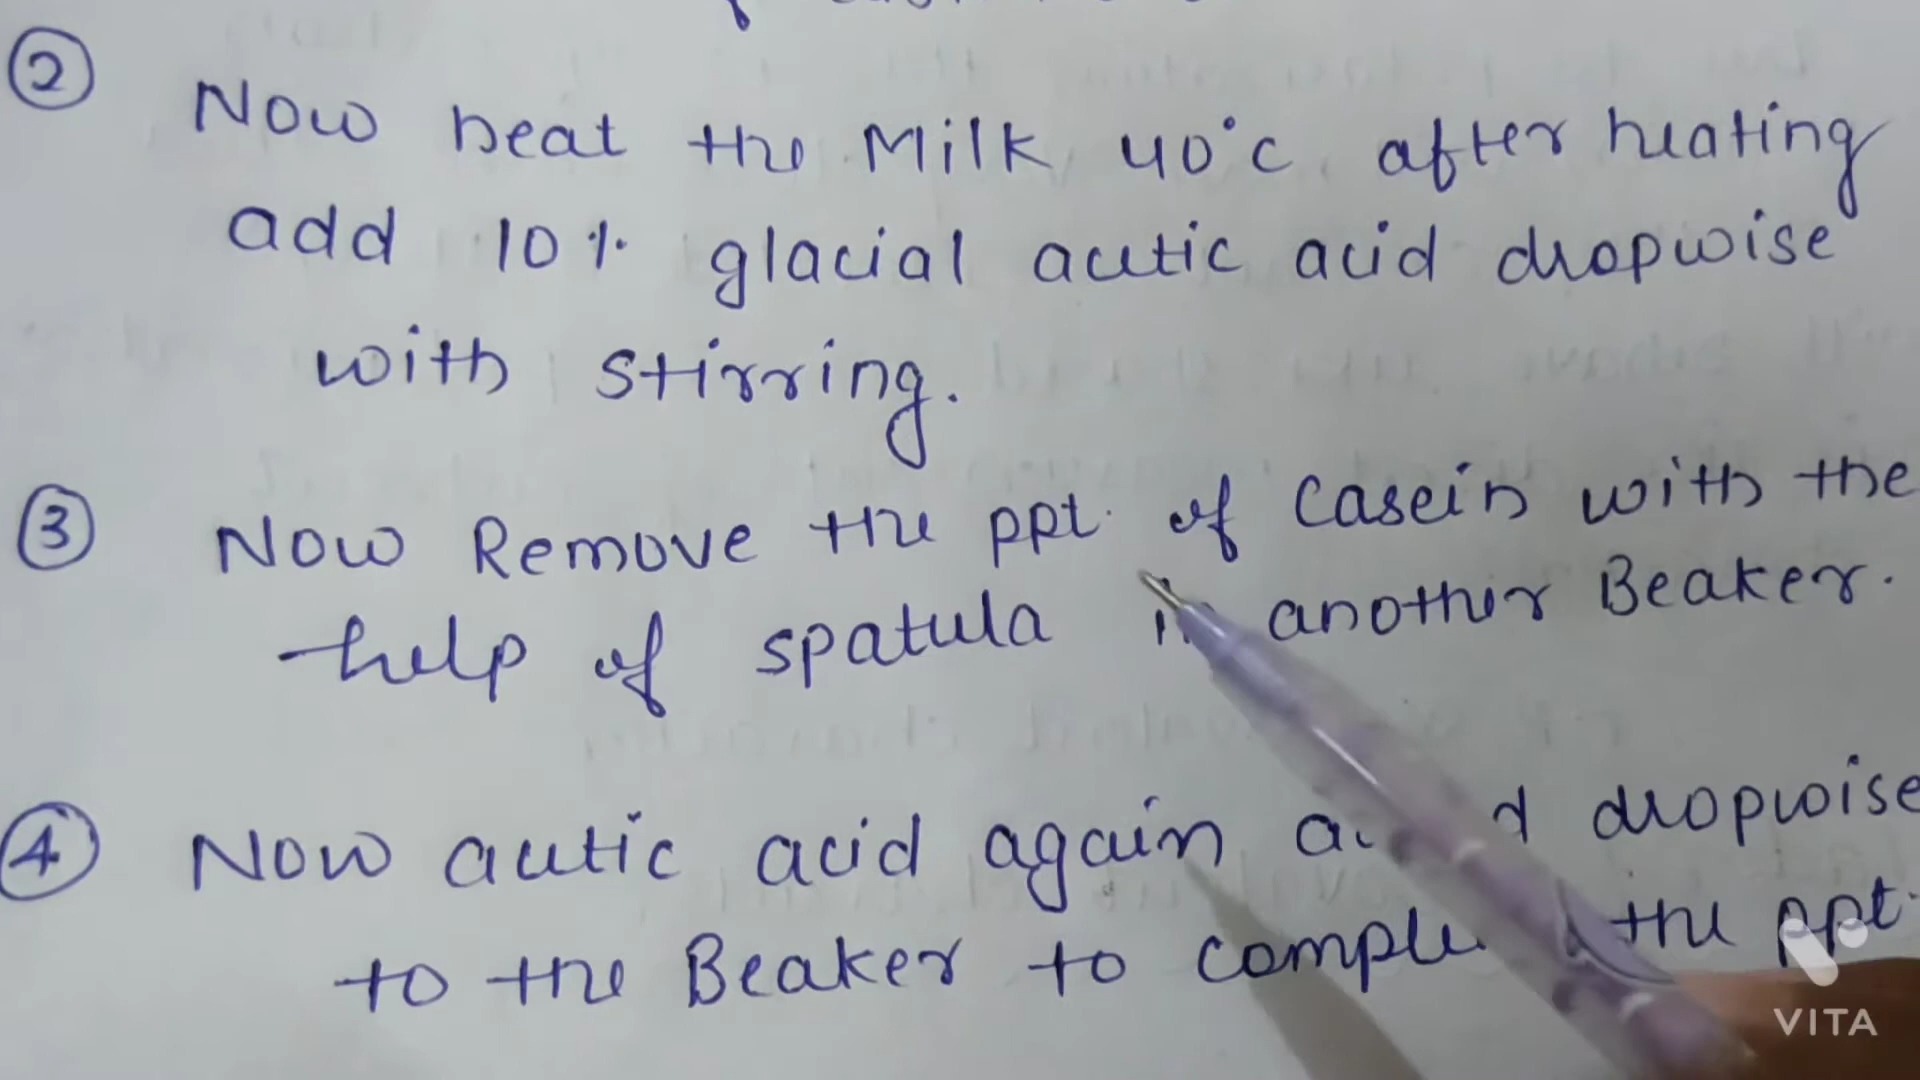 ②
Now heat the Milk 40°C after heating
add 10% glacial acetic acid dropwise
with stirring.
③ Now Remove the ppt. of Casein with the
help of spatula in another Beaker.
④ Now acetic acid again dropwise
to the Beaker to the ppt.
VITA